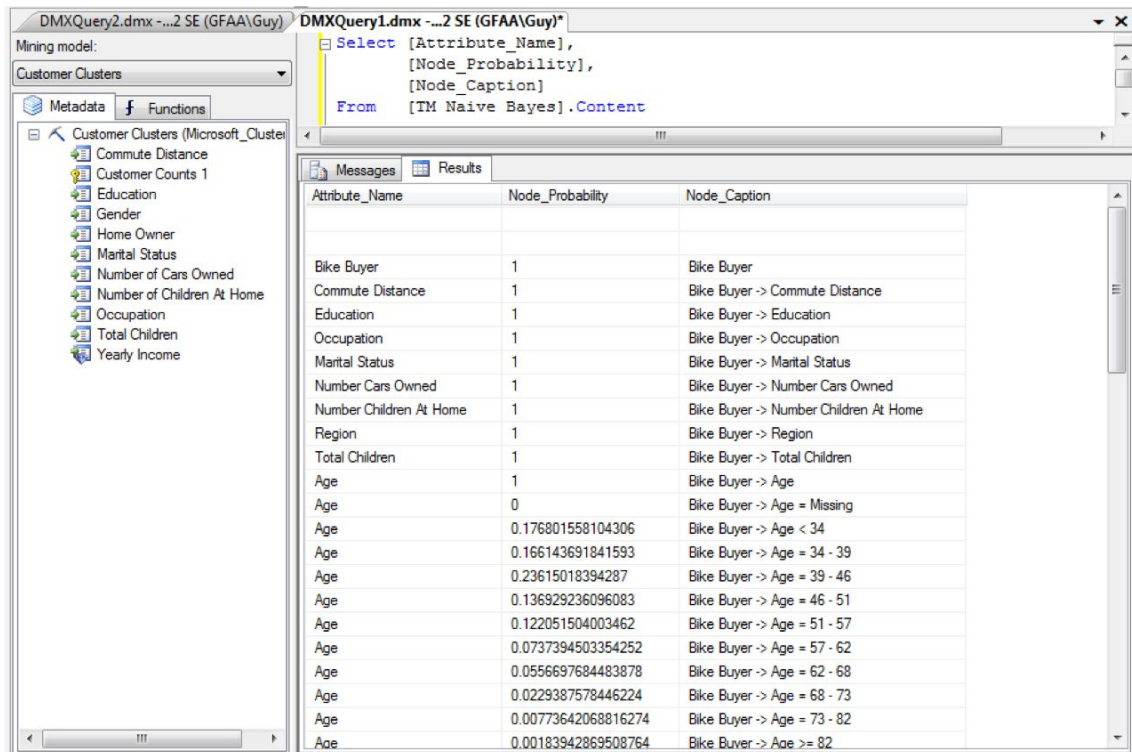 DMXQuery2.dmx -...2 SE (GFAA\Guy) DMXQuery1.dmx -...2 SE (GFAA\Guy)*
Mining model:
Customer Clusters
Metadata Functions
Customer Clusters (Microsoft_Cluster
Commute Distance
Customer Counts 1
Education
Gender
Home Owner
Marital Status
Number of Cars Owned
Number of Children At Home
Occupation
Total Children
Yearly Income
Select [Attribute_Name],
[Node_Probability],
[Node_Caption]
From [TM Naive Bayes].Content
Messages Results
Attribute_Name Node_Probability Node_Caption
Bike Buyer 1 Bike Buyer
Commute Distance 1 Bike Buyer -> Commute Distance
Education 1 Bike Buyer -> Education
Occupation 1 Bike Buyer -> Occupation
Marital Status 1 Bike Buyer -> Marital Status
Number Cars Owned 1 Bike Buyer -> Number Cars Owned
Number Children At Home 1 Bike Buyer -> Number Children At Home
Region 1 Bike Buyer -> Region
Total Children 1 Bike Buyer -> Total Children
Age 1 Bike Buyer -> Age
Age 0 Bike Buyer -> Age = Missing
Age 0.176801558104306 Bike Buyer -> Age < 34
Age 0.166143691841593 Bike Buyer -> Age = 34 - 39
Age 0.23615018394287 Bike Buyer -> Age = 39 - 46
Age 0.136929236096083 Bike Buyer -> Age = 46 - 51
Age 0.122051504003462 Bike Buyer -> Age = 51 - 57
Age 0.0737394503354252 Bike Buyer -> Age = 57 - 62
Age 0.0556697684483878 Bike Buyer -> Age = 62 - 68
Age 0.0229387578446224 Bike Buyer -> Age = 68 - 73
Age 0.00773642068816274 Bike Buyer -> Age = 73 - 82
Age 0.00183942869508764 Bike Buyer -> Age >= 82